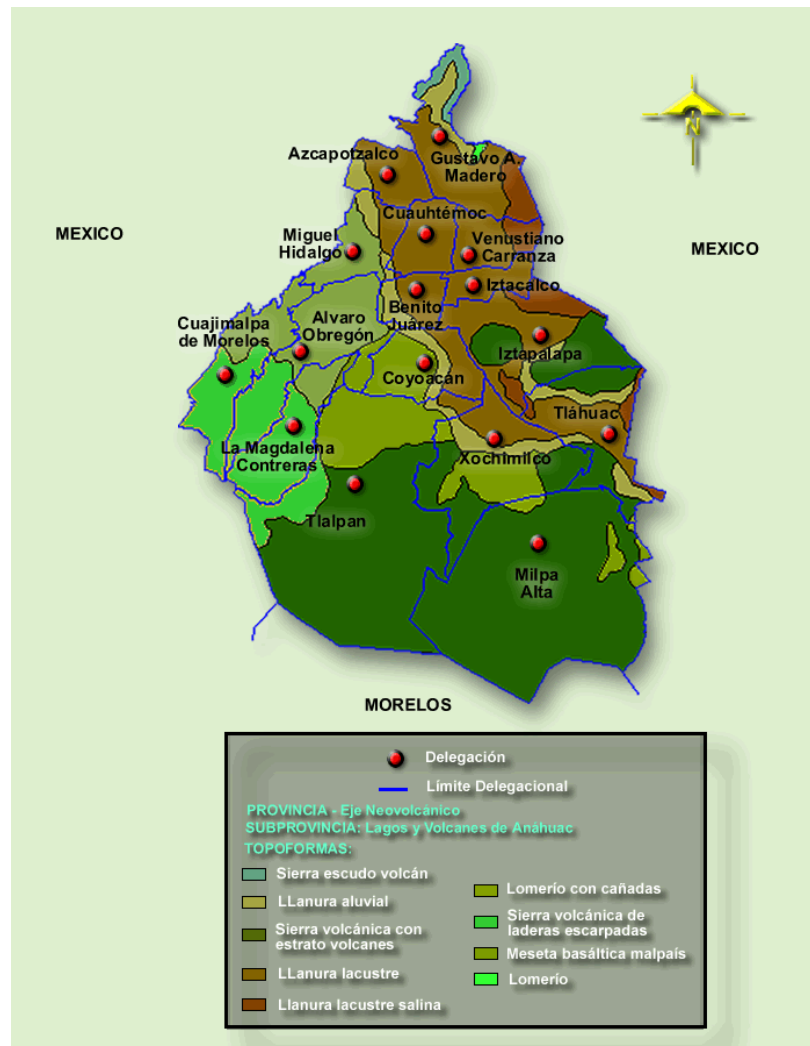 Azcapotzalco
Gustavo A.
Madero
Cuauhtémoc
MEXICO
Miguel
Hidalgo
Venustiano
Carranza
MEXICO
Iztacalco
Benito
Juárez
Alvaro
Obregón
Cuajimalpa
de Morelos
Iztapalapa
Coyoacán
Tláhuac
La Magdalena
Contreras
Xochimilco
Tlalpan
Milpa
Alta
N
MORELOS
Delegación
Límite Delegacional
PROVINCIA - Eje Neovolcánico
SUBPROVINCIA: Lagos y Volcanes de Anáhuac
TOPOFORMAS:
Sierra escudo volcán
LLanura aluvial
Sierra volcánica con
estrato volcanes
LLanura lacustre
Llanura lacustre salina
Lomerío con cañadas
Sierra volcánica de
laderas escarpadas
Meseta basáltica malpaís
Lomerío